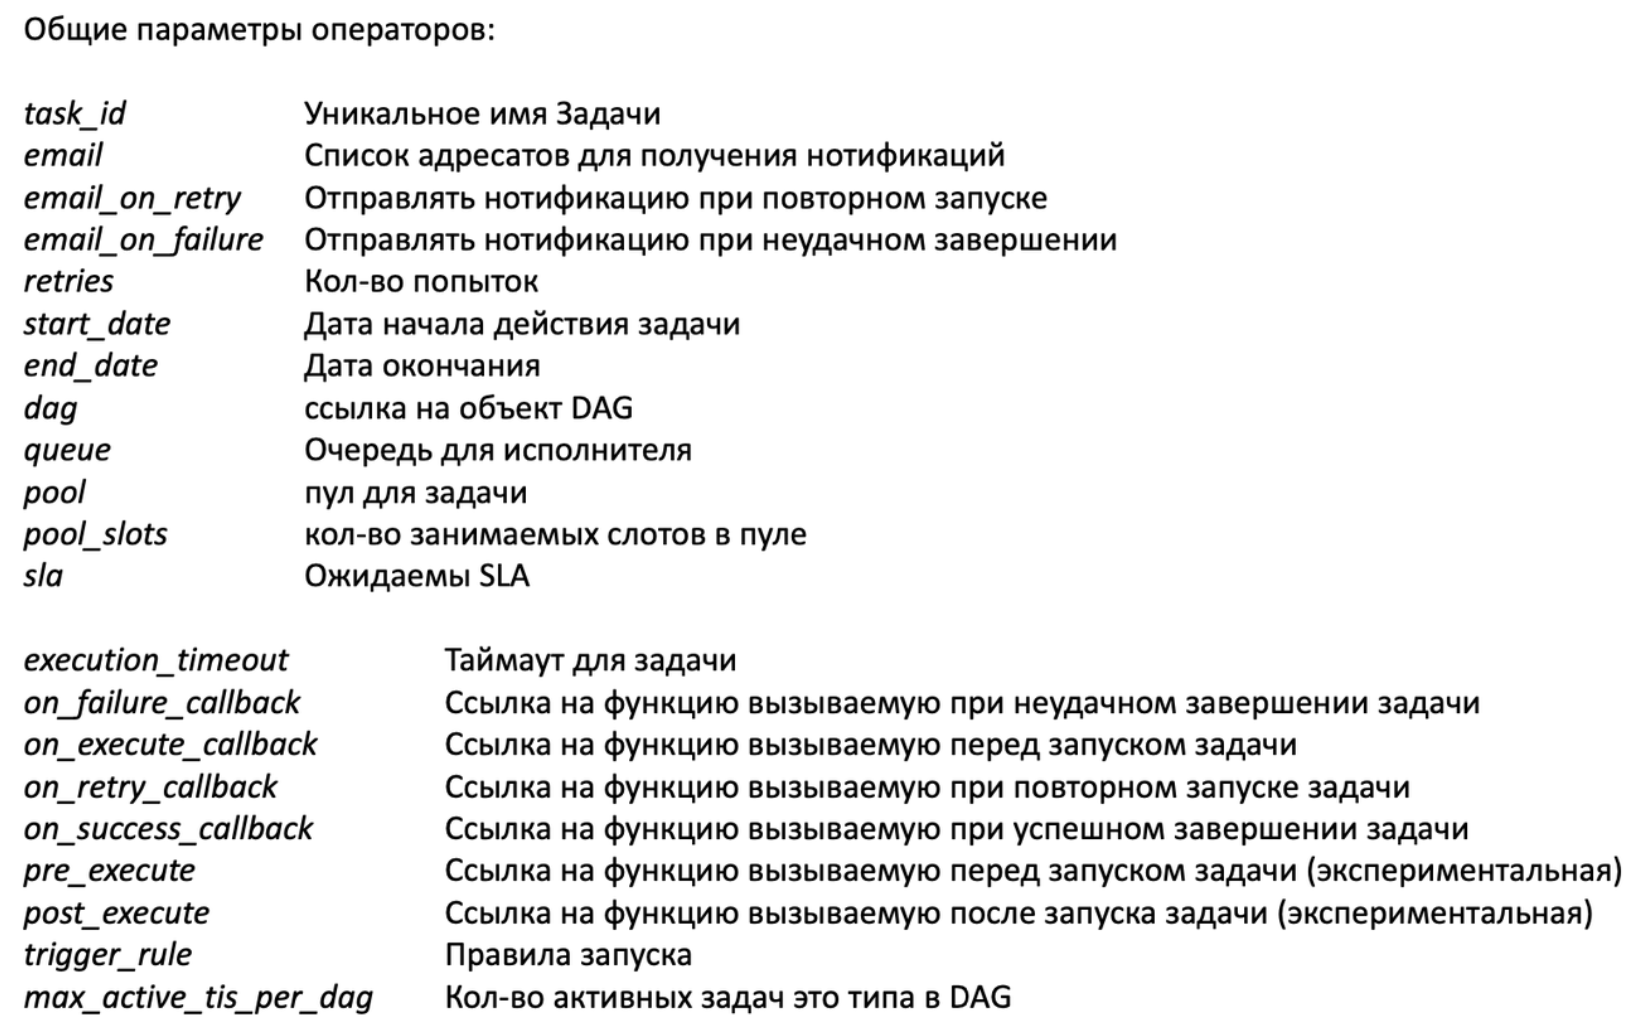 Общие параметры операторов:
task_id Уникальное имя Задачи
email Список адресатов для получения нотификаций
email_on_retry Отправлять нотификацию при повторном запуске
email_on_failure Отправлять нотификацию при неудачном завершении
retries Кол-во попыток
start_date Дата начала действия задачи
end_date Дата окончания
dag ссылка на объект DAG
queue Очередь для исполнителя
pool пул для задачи
pool_slots кол-во занимаемых слотов в пуле
sla Ожидаемы SLA
execution_timeout Таймаут для задачи
on_failure_callback Ссылка на функцию вызываемую при неудачном завершении задачи
on_execute_callback Ссылка на функцию вызываемую перед запуском задачи
on_retry_callback Ссылка на функцию вызываемую при повторном запуске задачи
on_success_callback Ссылка на функцию вызываемую при успешном завершении задачи
pre_execute Ссылка на функцию вызываемую перед запуском задачи (экспериментальная)
post_execute Ссылка на функцию вызываемую после запуска задачи (экспериментальная)
trigger_rule Правила запуска
max_active_tis_per_dag Кол-во активных задач это типа в DAG